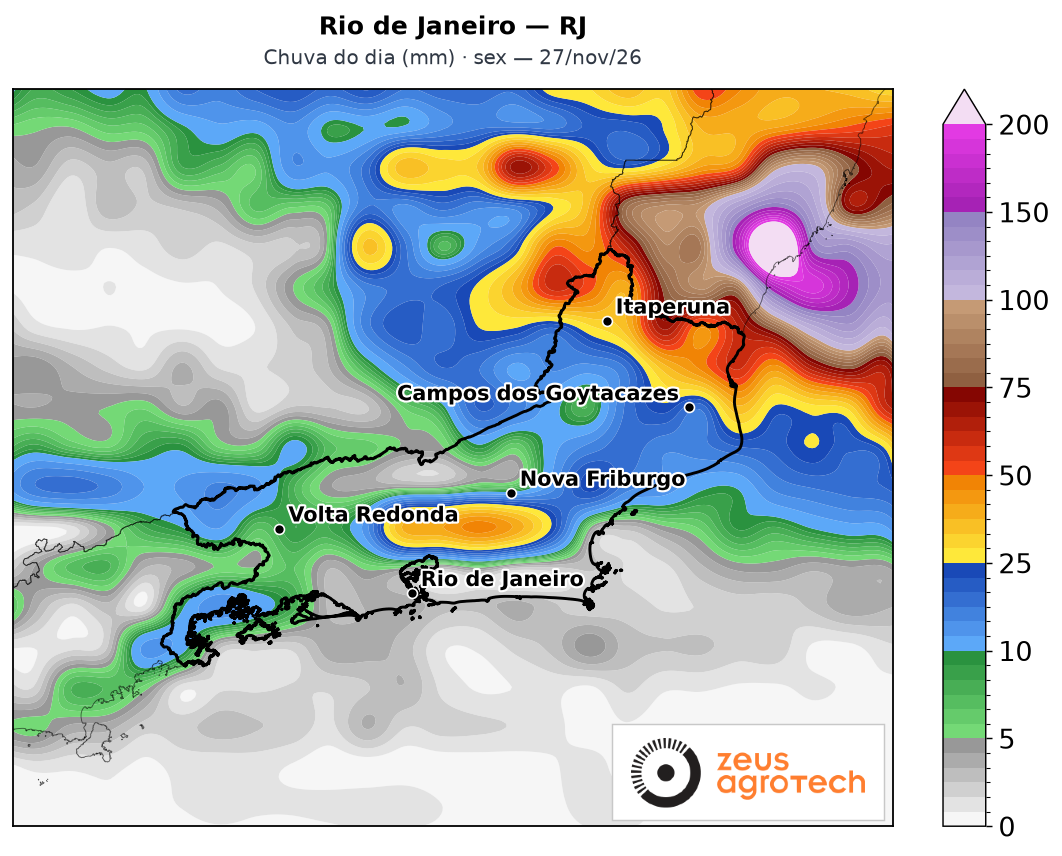 Rio de Janeiro — RJ
Chuva do dia (mm) · sex — 27/nov/26
200
150
100
75
50
25
10
5
0
Itaperuna
Campos dos Goytacazes
Nova Friburgo
Volta Redonda
Rio de Janeiro
zeus
agrotech